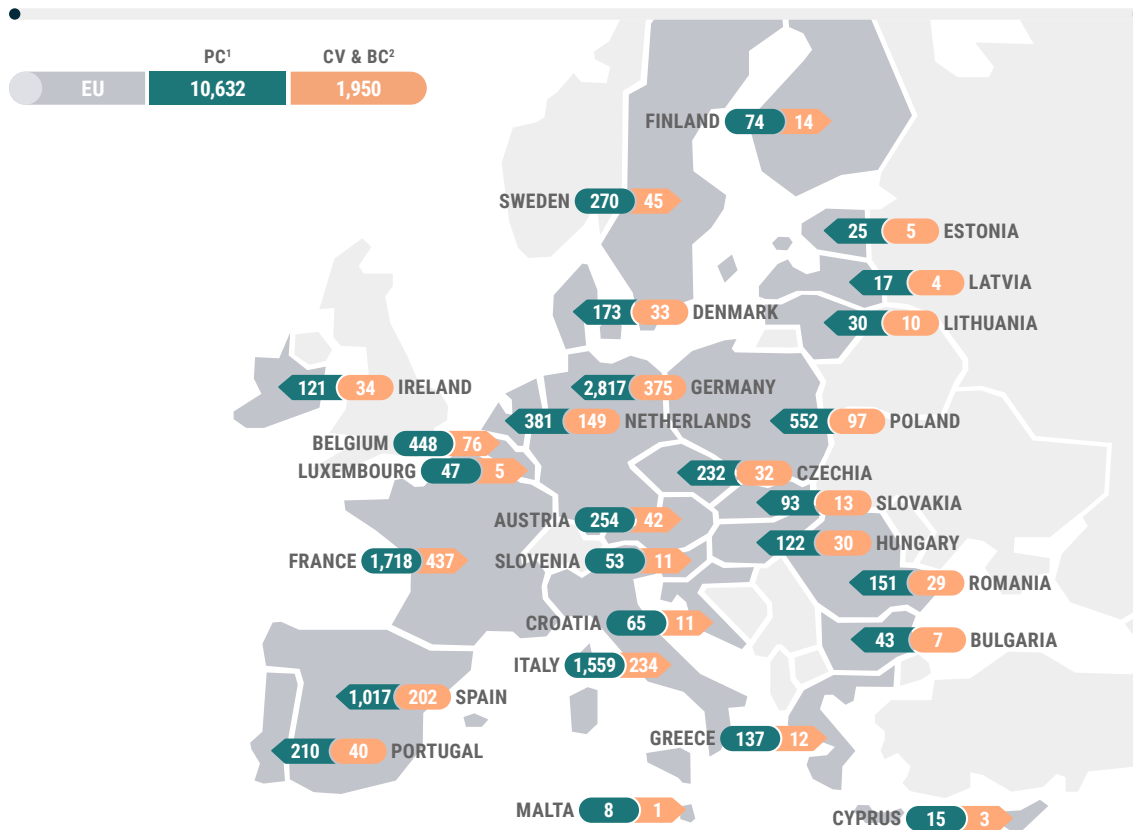 PC¹ CV & BC²
EU 10,632 1,950
FINLAND 74 14
SWEDEN 270 45
25 5 ESTONIA
17 4 LATVIA
173 33 DENMARK
30 10 LITHUANIA
121 34 IRELAND
2,817 375 GERMANY
381 149 NETHERLANDS
552 97 POLAND
BELGIUM 448 76
LUXEMBOURG 47 5
232 32 CZECHIA
93 13 SLOVAKIA
AUSTRIA 254 42
122 30 HUNGARY
FRANCE 1,718 437
SLOVENIA 53 11
151 29 ROMANIA
CROATIA 65 11
43 7 BULGARIA
ITALY 1,559 234
1,017 202 SPAIN
GREECE 137 12
210 40 PORTUGAL
MALTA 8 1
CYPRUS 15 3